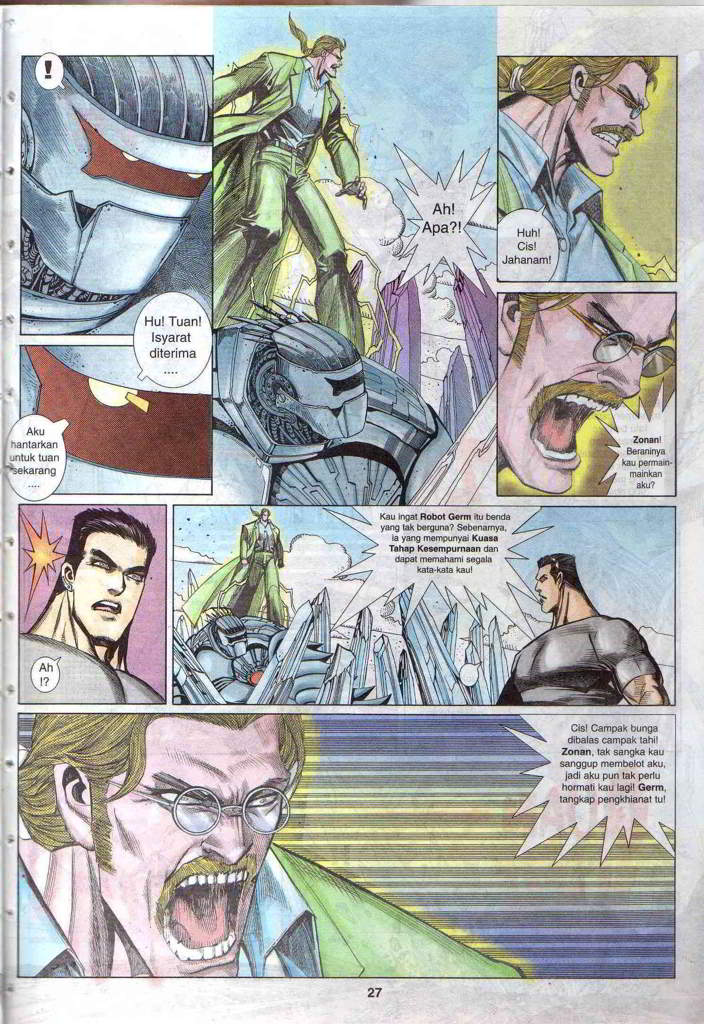 !
Hu! Tuan!
Isyarat
diterima
....
Aku
hantarkan
untuk tuan
sekarang
....
Ah!
Apa?!
Huh!
Cis!
Jahanam!
Zonan!
Beraninya
kau permain-
mainkan
aku?
Ah
!?
Kau ingat Robot Germ itu benda
yang tak berguna? Sebenarnya,
ia yang mempunyai Kuasa
Tahap Kesempurnaan dan
dapat memahami segala
kata-kata kau!
Cis! Campak bunga
dibalas campak tahi!
Zonan, tak sangka kau
sanggup membelot aku,
jadi aku pun tak perlu
hormati kau lagi! Germ,
tangkap pengkhianat tu!
27